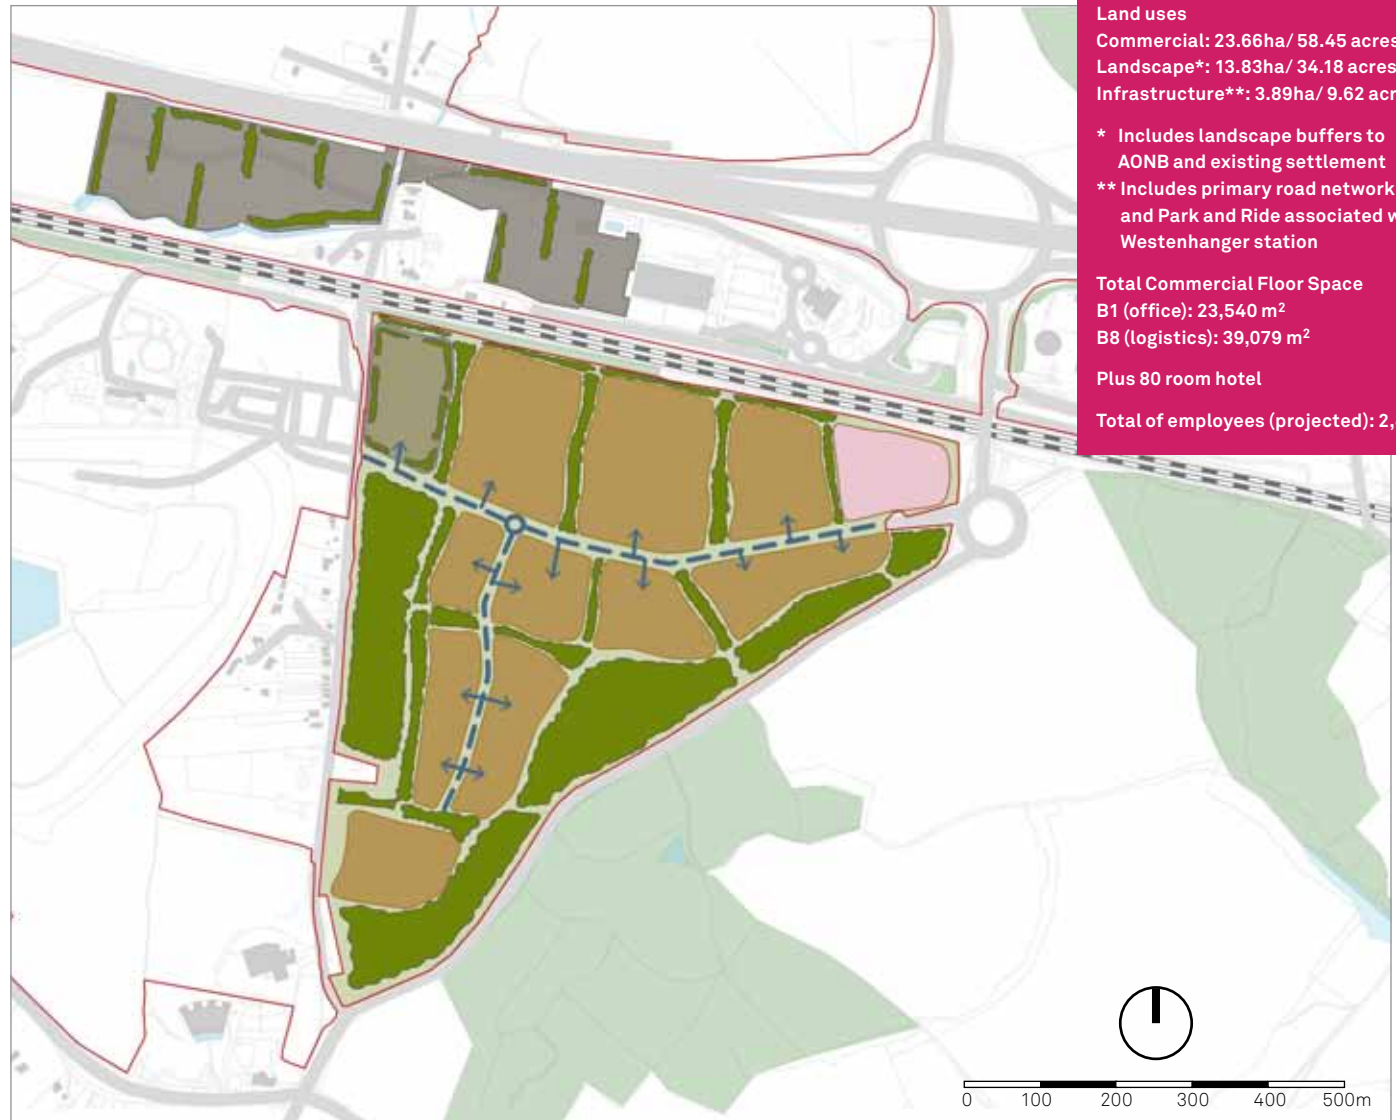 Land uses
Commercial: 23.66ha/ 58.45 acres
Landscape*: 13.83ha/ 34.18 acres
Infrastructure**: 3.89ha/ 9.62 acr
* Includes landscape buffers to
AONB and existing settlement
** Includes primary road network
and Park and Ride associated w
Westenhanger station
Total Commercial Floor Space
B1 (office): 23,540 m²
B8 (logistics): 39,079 m²
Plus 80 room hotel
Total of employees (projected): 2,
0 100 200 300 400 500m